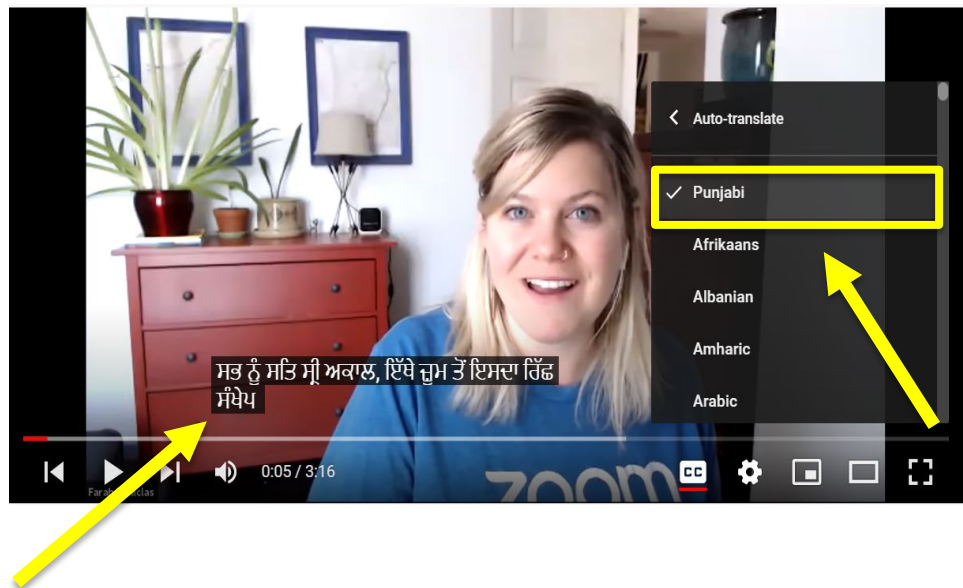 Auto-translate
Punjabi
Afrikaans
Albanian
Amharic
Arabic
ਸਭ ਨੂੰ ਸਤਿ ਸ੍ਰੀ ਅਕਾਲ, ਇੱਥੇ ਜ਼ੂਮ ਤੋਂ ਇਸਦਾ ਰਿੱਛ
ਸੰਖੇਪ
0:05 / 3:16
CC
zoom